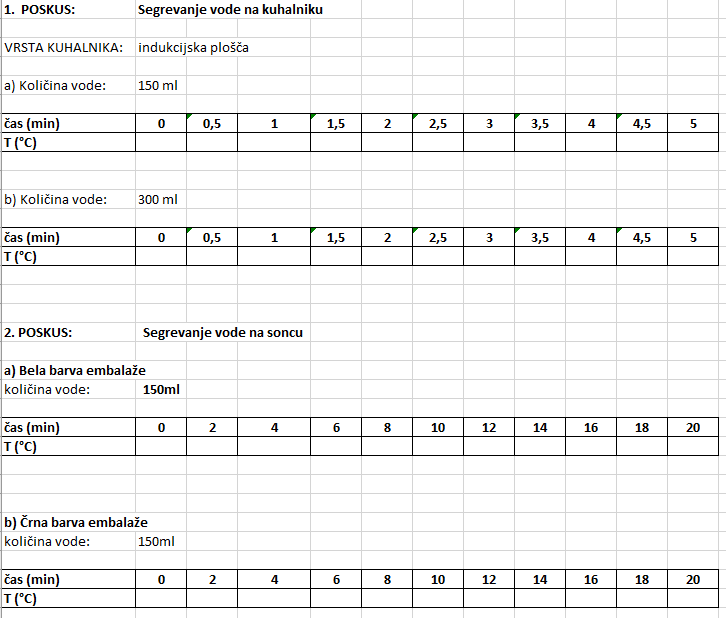 1. POSKUS: Segrevanje vode na kuhalniku
VRSTA KUHALNIKA: indukcijska plošča
a) Količina vode: 150 ml
čas (min) 0 0,5 1 1,5 2 2,5 3 3,5 4 4,5 5
T (°C)
b) Količina vode: 300 ml
čas (min) 0 0,5 1 1,5 2 2,5 3 3,5 4 4,5 5
T (°C)
2. POSKUS: Segrevanje vode na soncu
a) Bela barva embalaže
količina vode: 150ml
čas (min) 0 2 4 6 8 10 12 14 16 18 20
T (°C)
b) Črna barva embalaže
količina vode: 150ml
čas (min) 0 2 4 6 8 10 12 14 16 18 20
T (°C)